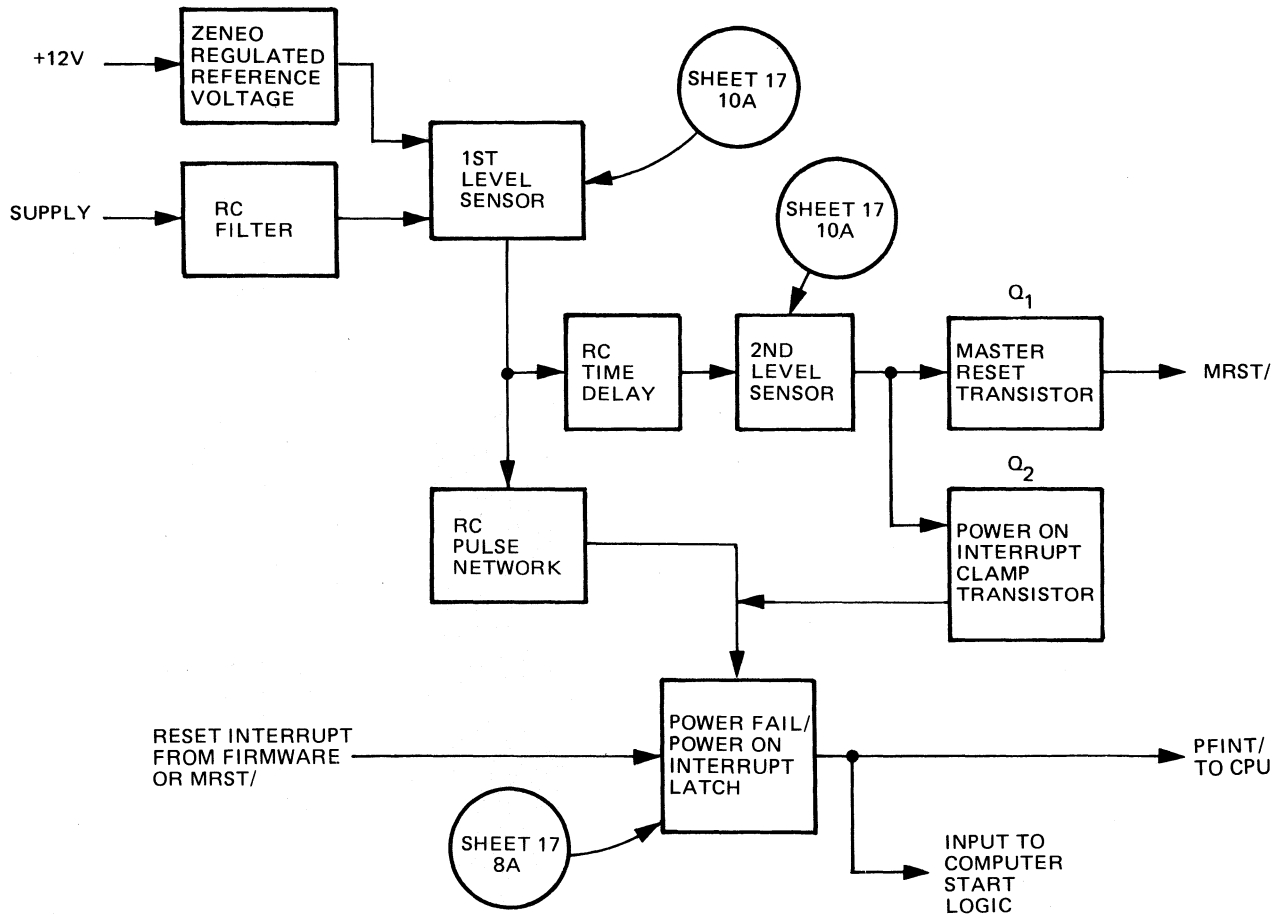 ZENEO
REGULATED
REFERENCE
VOLTAGE
+12V
SHEET 17
10A
1ST
LEVEL
SENSOR
SUPPLY
RC
FILTER
SHEET 17
10A
Q1
RC
TIME
DELAY
2ND
LEVEL
SENSOR
MASTER
RESET
TRANSISTOR
MRST/
Q2
RC
PULSE
NETWORK
POWER ON
INTERRUPT
CLAMP
TRANSISTOR
RESET INTERRUPT
FROM FIRMWARE
OR MRST/
POWER FAIL/
POWER ON
INTERRUPT
LATCH
PFINT/
TO CPU
SHEET 17
8A
INPUT TO
COMPUTER
START
LOGIC